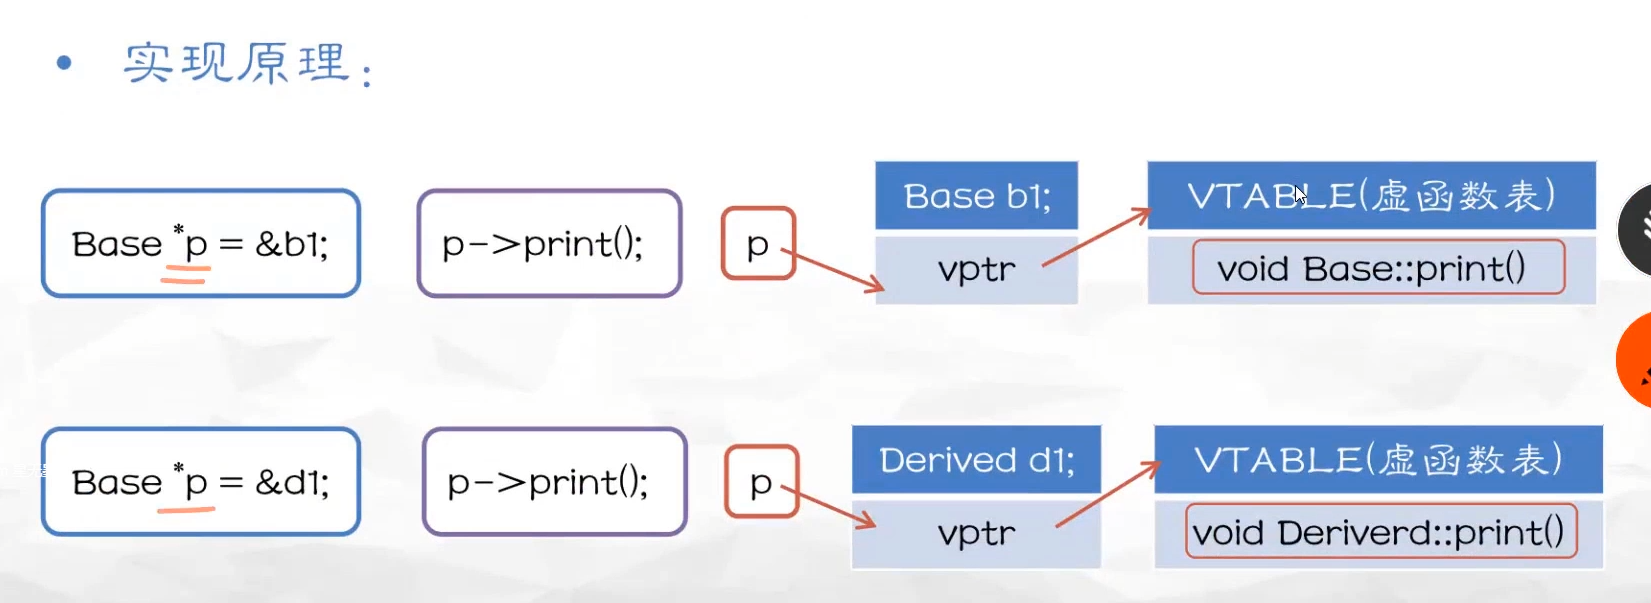 • 实现原理：
Base *p = &b1;
p->print();
p
Base b1;
vptr
VTABLE(虚函数表)
void Base::print()
Base *p = &d1;
p->print();
p
Derived d1;
vptr
VTABLE(虚函数表)
void Deriverd::print()